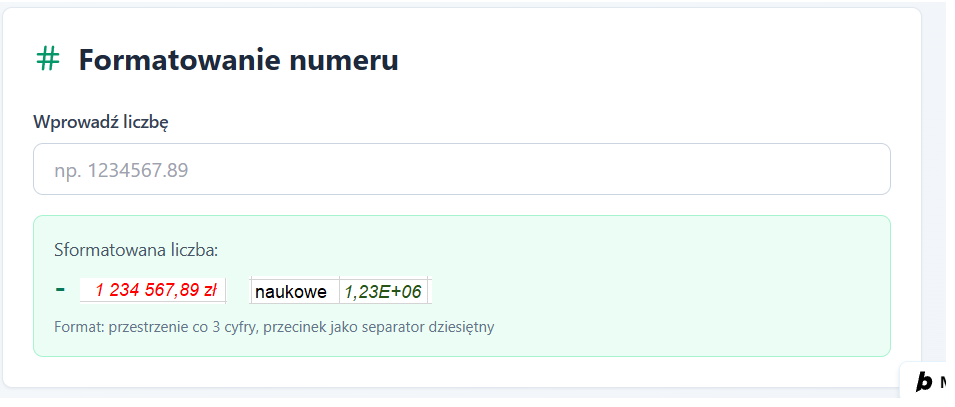 # Formatowanie numeru
Wprowadź liczbę
np. 1234567.89
Sformatowana liczba:
- 1 234 567,89 zł naukowe 1,23E+06
Format: przestrzenie co 3 cyfry, przecinek jako separator dziesiętny
b